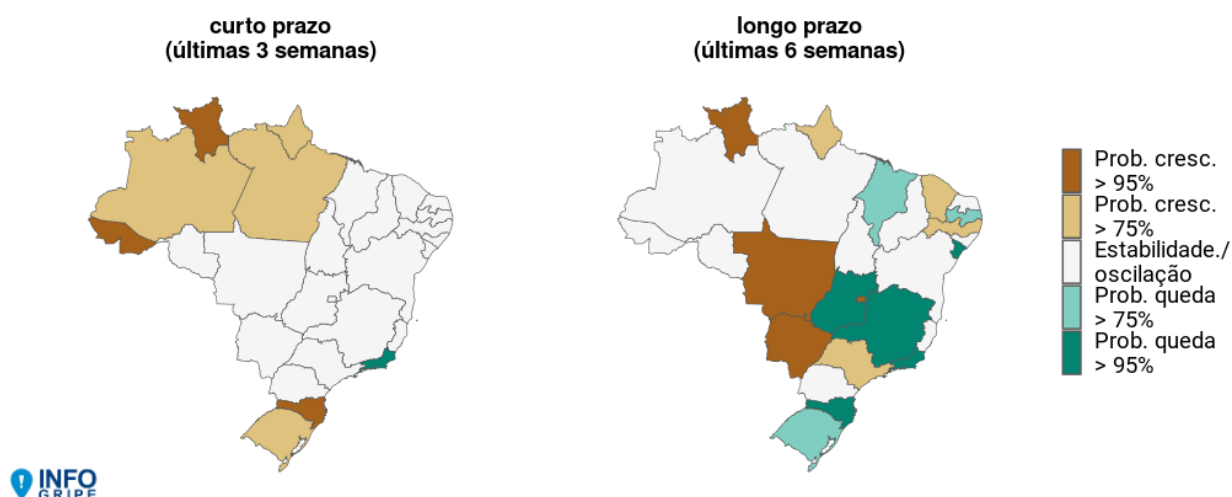 curto prazo
(últimas 3 semanas)
longo prazo
(últimas 6 semanas)
Prob. cresc.
> 95%
Prob. cresc.
> 75%
Estabilidade./
oscilação
Prob. queda
> 75%
Prob. queda
> 95%
INFO
GRIPE